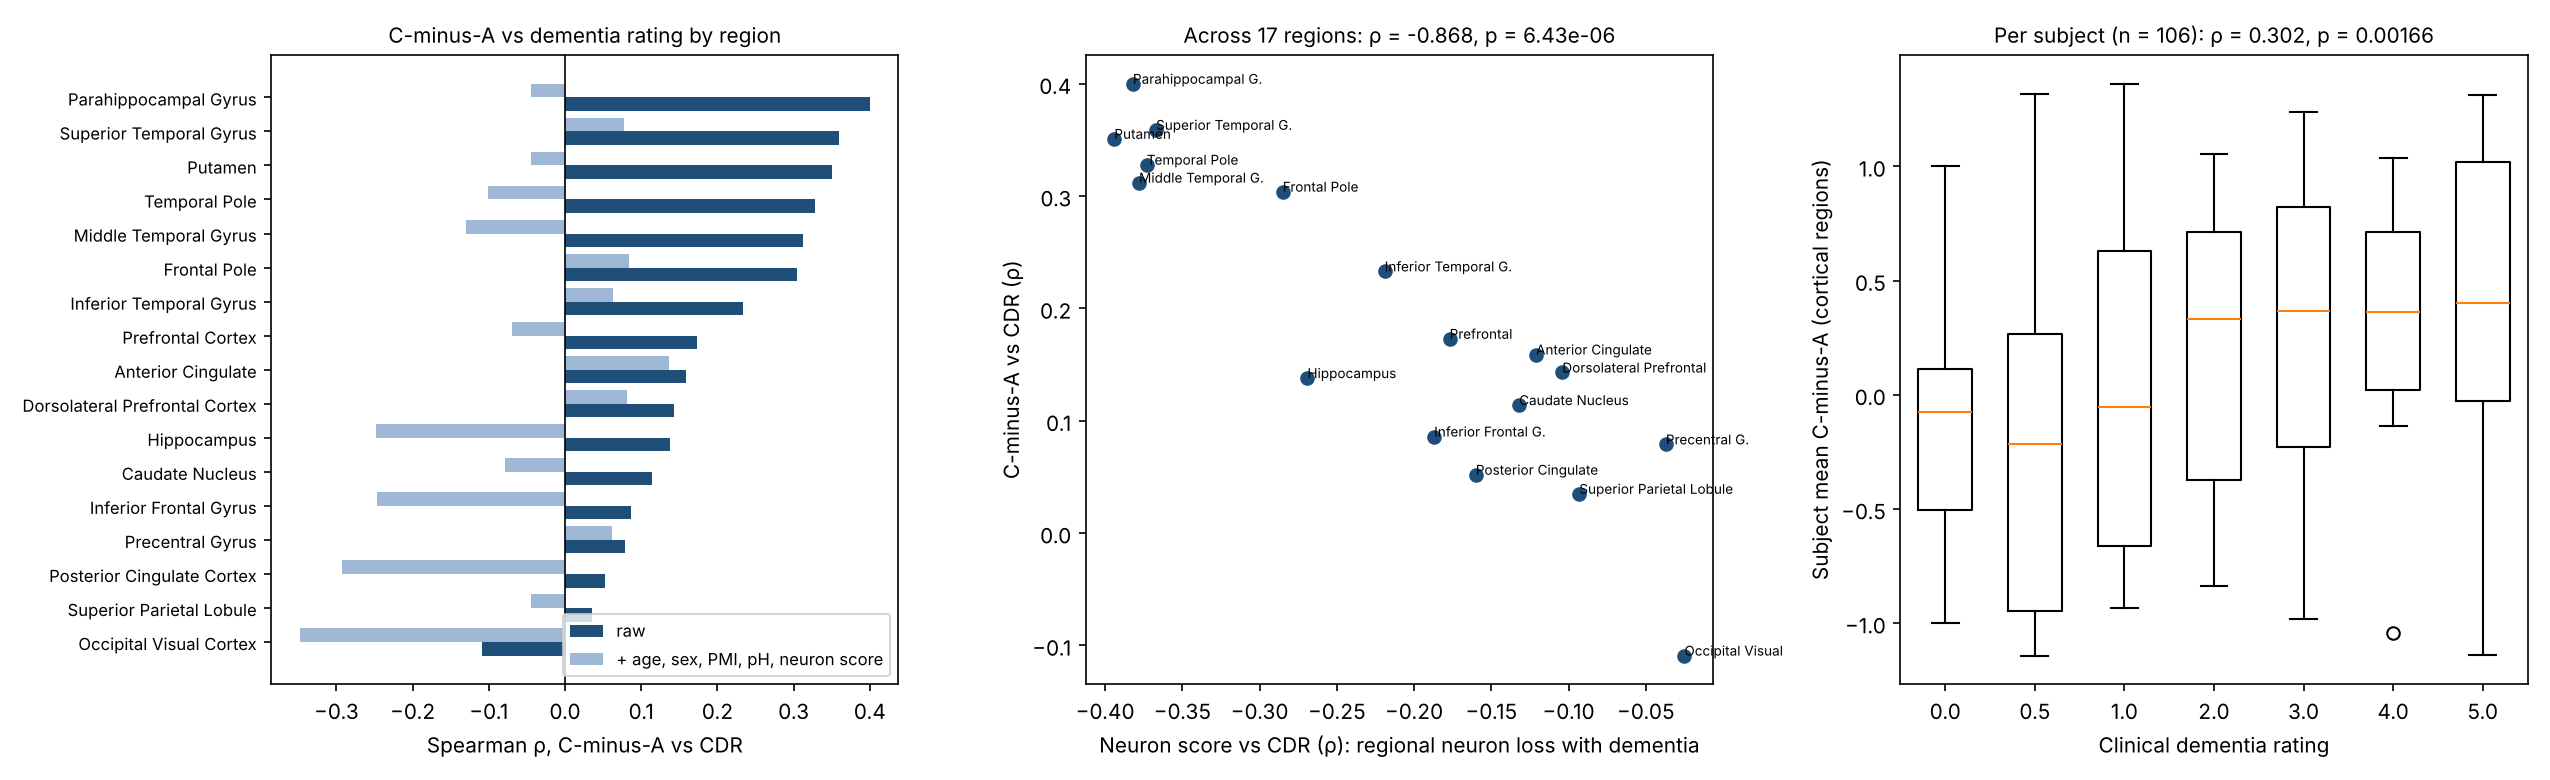 C-minus-A vs dementia rating by region
Parahippocampal Gyrus
Superior Temporal Gyrus
Putamen
Temporal Pole
Middle Temporal Gyrus
Frontal Pole
Inferior Temporal Gyrus
Prefrontal Cortex
Anterior Cingulate
Dorsolateral Prefrontal Cortex
Hippocampus
Caudate Nucleus
Inferior Frontal Gyrus
Precentral Gyrus
Posterior Cingulate Cortex
Superior Parietal Lobule
Occipital Visual Cortex
raw
+ age, sex, PMI, pH, neuron score
−0.3 −0.2 −0.1 0.0 0.1 0.2 0.3 0.4
Spearman ρ, C-minus-A vs CDR
Across 17 regions: ρ = -0.868, p = 6.43e-06
C-minus-A vs CDR (ρ)
0.4
0.3
0.2
0.1
0.0
−0.1
Parahippocampal G.
Superior Temporal G.
Putamen
Temporal Pole
Middle Temporal G.
Frontal Pole
Inferior Temporal G.
Prefrontal
Anterior Cingulate
Dorsolateral Prefrontal
Hippocampus
Caudate Nucleus
Inferior Frontal G.
Precentral G.
Posterior Cingulate
Superior Parietal Lobule
Occipital Visual
−0.40 −0.35 −0.30 −0.25 −0.20 −0.15 −0.10 −0.05
Neuron score vs CDR (ρ): regional neuron loss with dementia
Per subject (n = 106): ρ = 0.302, p = 0.00166
Subject mean C-minus-A (cortical regions)
1.0
0.5
0.0
−0.5
−1.0
0.0 0.5 1.0 2.0 3.0 4.0 5.0
Clinical dementia rating